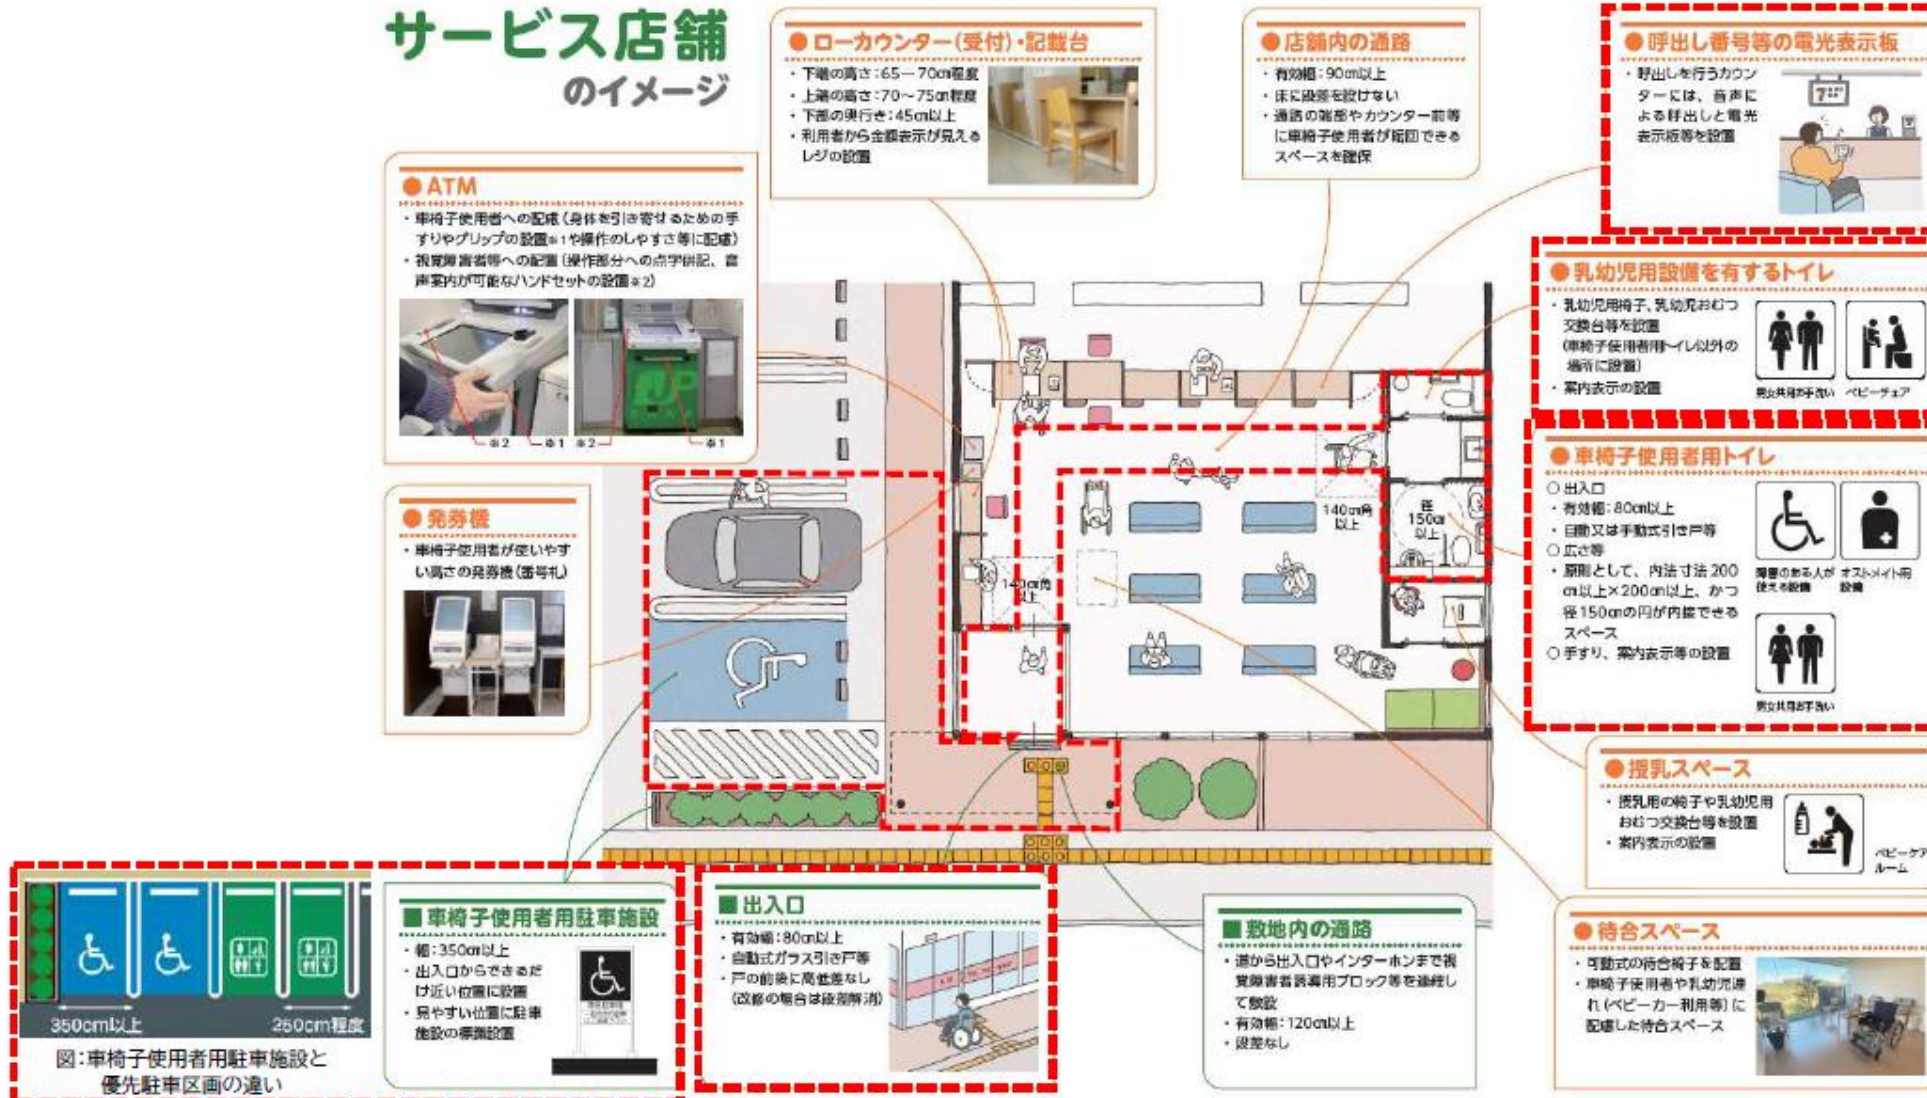 サービス店舗
のイメージ
●ローカウンター(受付)・記載台
・下端の高さ：65－70cm程度
・上端の高さ：70～75cm程度
・下部の奥行き：45cm以上
・利用者から金額表示が見える
レジの設置
●店舗内の通路
・有効幅：90cm以上
・床に段差を設けない
・通路の端部やカウンター前等
に車椅子使用者が転回できる
スペースを確保
●呼出し番号等の電光表示板
・呼出しを行うカウン
ターには、音声に
よる呼出しと電光
表示板等を設置
7
●ATM
・車椅子使用者への配慮(身体を引き寄せるための手
すりやグリップの設置※1や操作のしやすさ等に配慮)
・視覚障害者等への配置(操作部分への点字併記、音
声案内が可能なハンドセットの設置※2)
※2
※1
※2
※1
●乳幼児用設備を有するトイレ
・乳幼児用椅子、乳幼児おむつ
交換台等を設置
(車椅子使用者用トイレ以外の
場所に設置)
・案内表示の設置
男女共用お手洗い
ベビーチェア
●車椅子使用者用トイレ
○出入口
・有効幅：80cm以上
・自動又は手動式引き戸等
○広さ等
・原則として、内法寸法200
cm以上×200cm以上、かつ
径150cmの円が内接できる
スペース
○手すり、案内表示等の設置
障害のある人が
使える設備
オストメイト用
設備
男女共用お手洗い
●発券機
・車椅子使用者が使いやす
い高さの発券機(番号札)
140cm角
以上
径
150cm
以上
140cm角
以上
●授乳スペース
・授乳用の椅子や乳幼児用
おむつ交換台等を設置
・案内表示の設置
ベビーケア
ルーム
350cm以上
250cm程度
図：車椅子使用者用駐車施設と
優先駐車区画の違い
■車椅子使用者用駐車施設
・幅：350cm以上
・出入口からできるだ
け近い位置に設置
・見やすい位置に駐車
施設の標識設置
■出入口
・有効幅：80cm以上
・自動式ガラス引き戸等
・戸の前後に高低差なし
(改修の場合は段差解消)
■敷地内の通路
・道から出入口やインターホンまで視
覚障害者誘導用ブロック等を連続し
て敷設
・有効幅：120cm以上
・段差なし
●待合スペース
・可動式の待合椅子を配置
・車椅子使用者や乳幼児連
れ(ベビーカー利用等)に
配慮した待合スペース